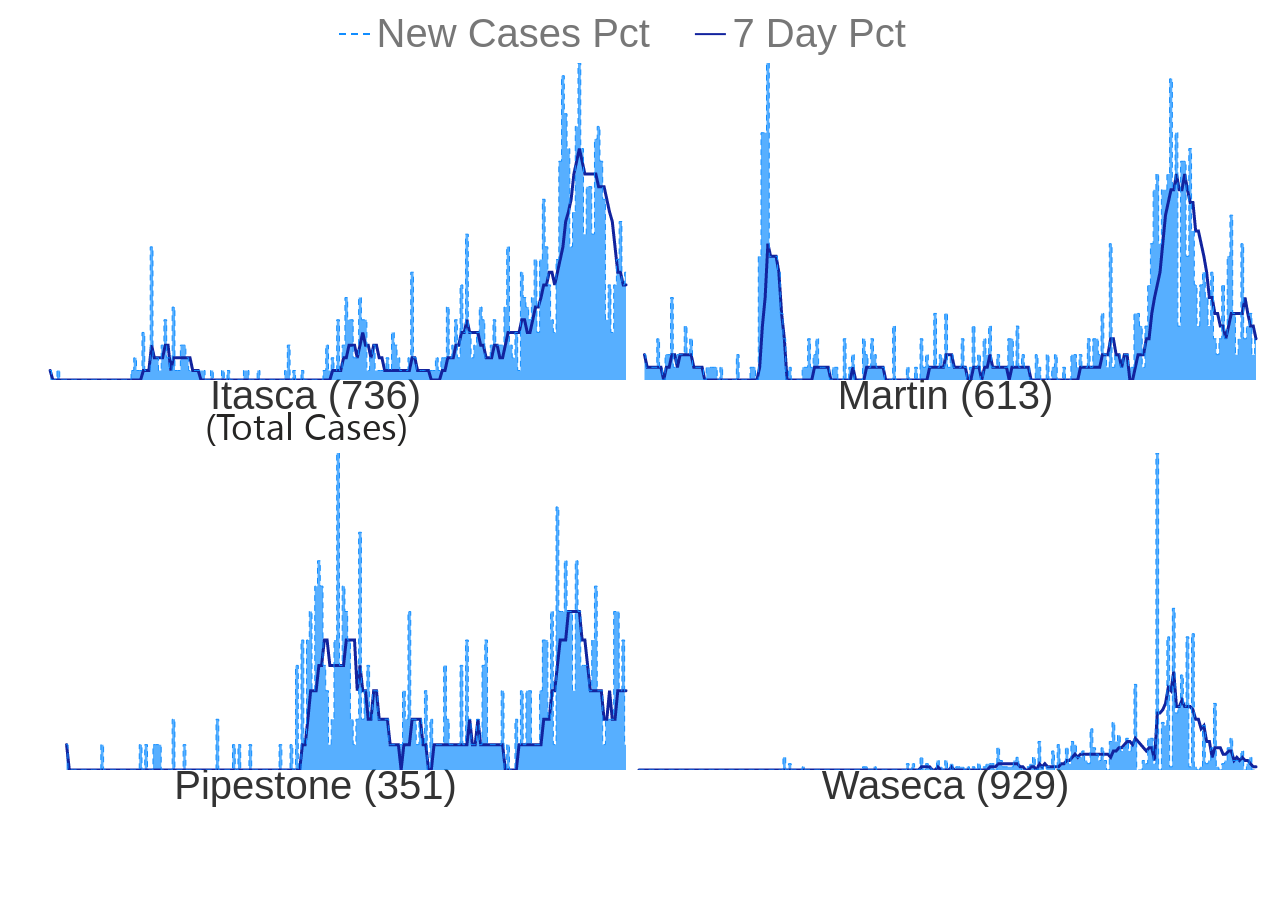 New Cases Pct 7 Day Pct
Itasca (736)
(Total Cases)
Martin (613)
Pipestone (351)
Waseca (929)